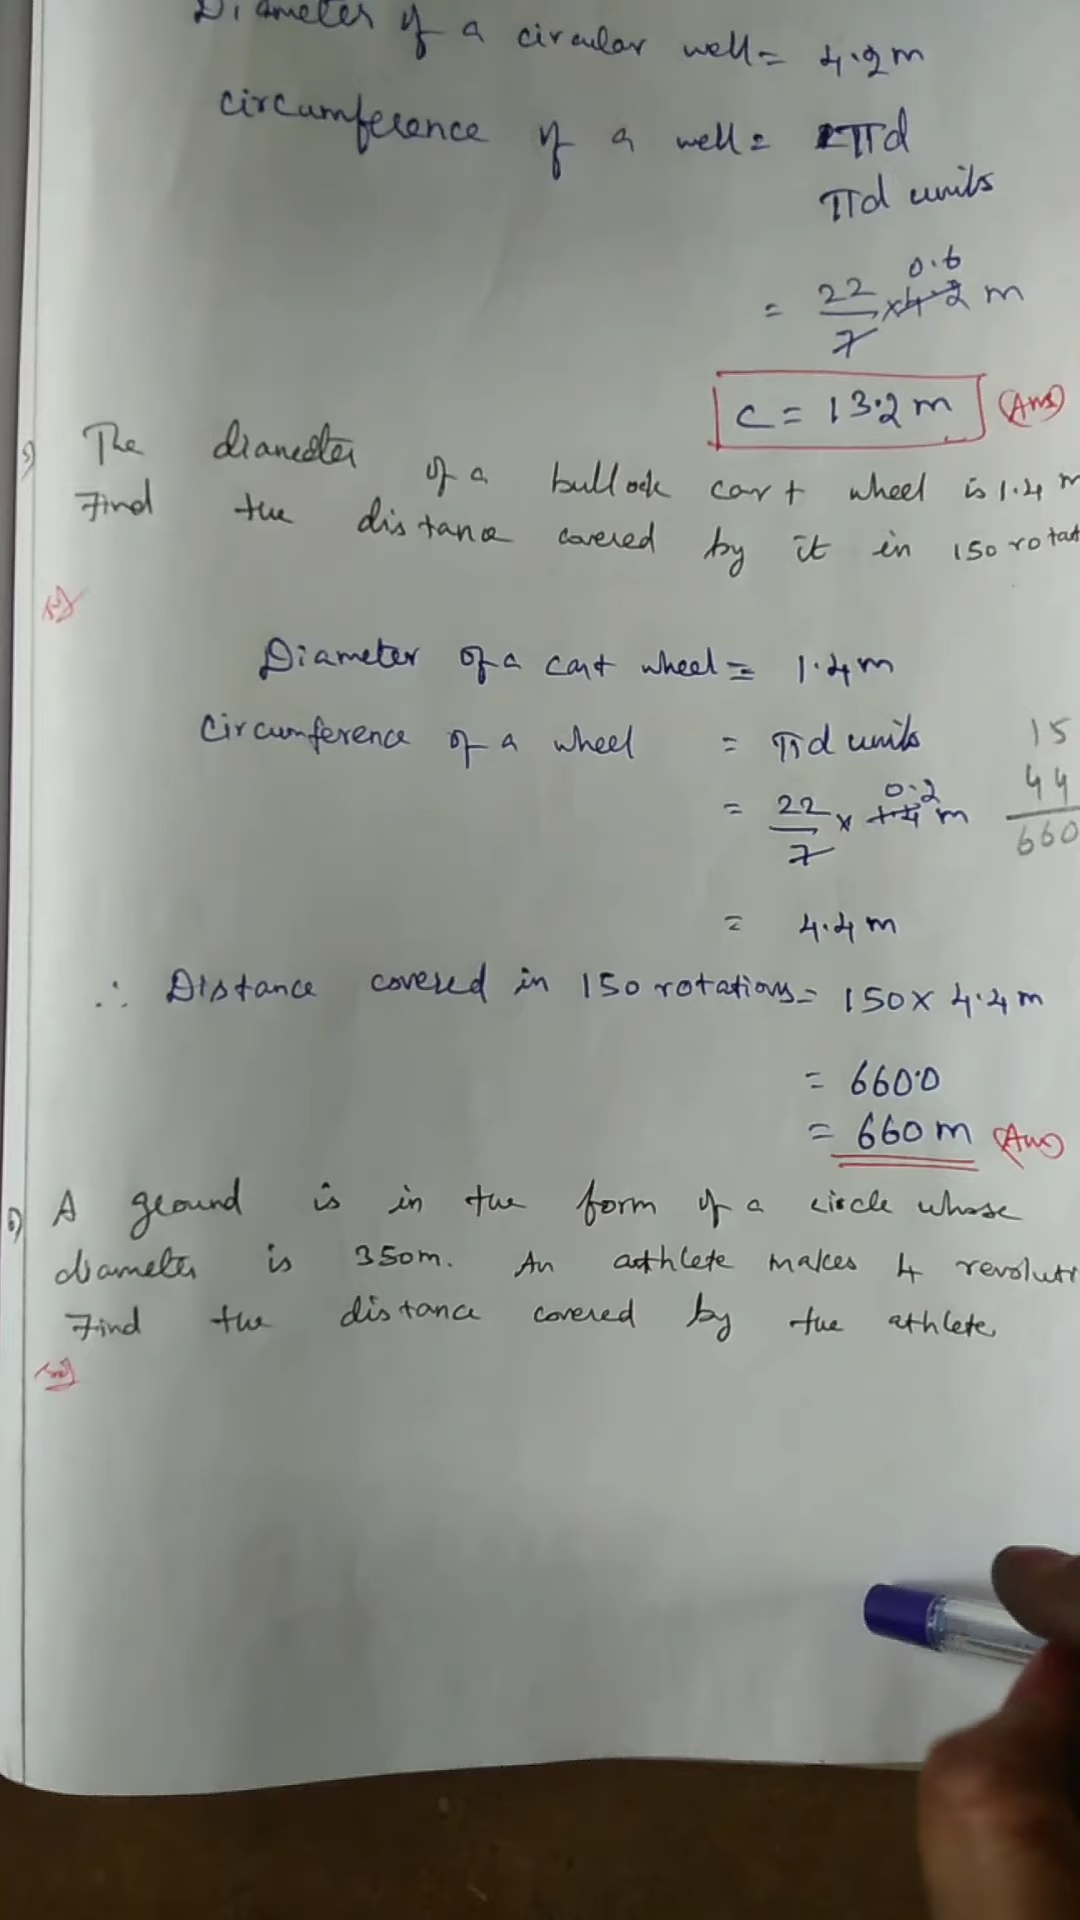 Diameter of a circular well = 4.2m
circumference of a well = πd
πd units
0.6
= 22/7 x 4.2 m
C = 13.2 m (Ans)
5) The diameter of a bullock cart wheel is 1.4 m
Find the distance covered by it in 150 rotat
Diameter of a cart wheel = 1.4m
Circumference of a wheel = πd units
0.2
= 22/7 x 1.4 m
15
44
660
= 4.4 m
∴ Distance covered in 150 rotations = 150 x 4.4 m
= 660.0
= 660 m (Ans)
6) A ground is in the form of a circle whose
diameter is 350m. An athlete makes 4 revoluti
Find the distance covered by the athlete.